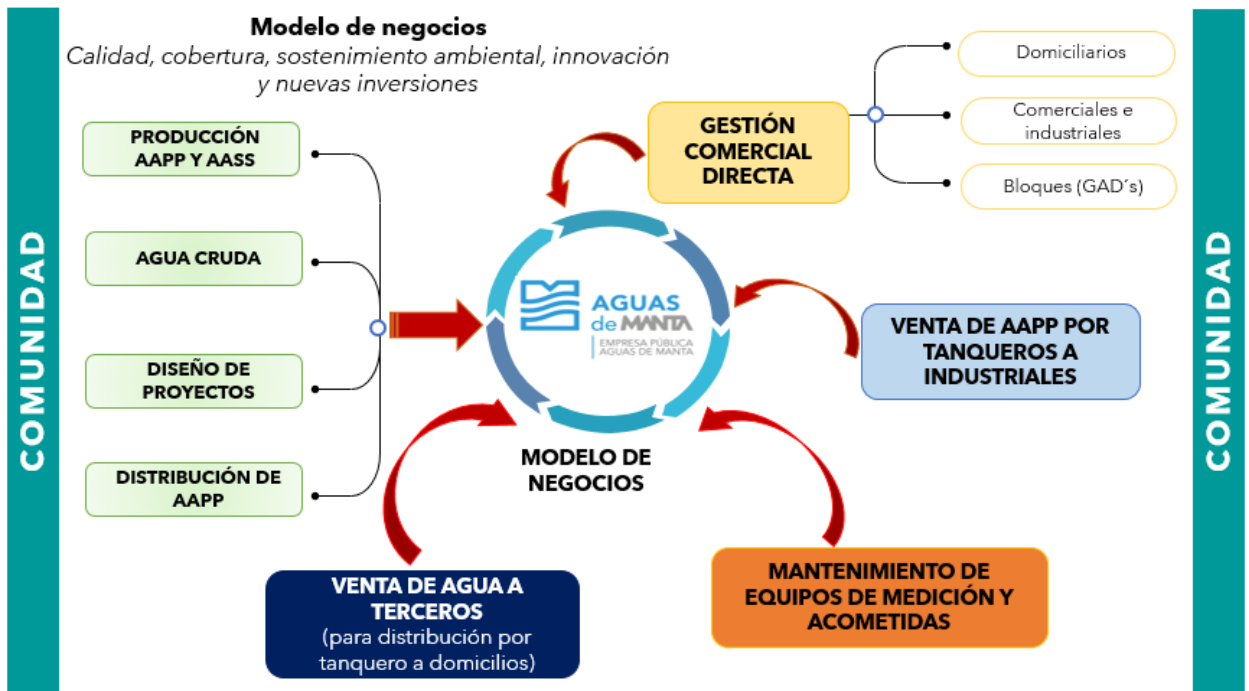 COMUNIDAD
Modelo de negocios
Calidad, cobertura, sostenimiento ambiental, innovación
y nuevas inversiones
PRODUCCIÓN
AAPP Y AASS
AGUA CRUDA
DISEÑO DE
PROYECTOS
DISTRIBUCIÓN DE
AAPP
GESTIÓN
COMERCIAL
DIRECTA
Domiciliarios
Comerciales e
industriales
Bloques (GAD´s)
AGUAS
de MANTA
EMPRESA PÚBLICA
AGUAS DE MANTA
MODELO DE
NEGOCIOS
VENTA DE AAPP POR
TANQUEROS A
INDUSTRIALES
VENTA DE AGUA A
TERCEROS
(para distribución por
tanquero a domicilios)
MANTENIMIENTO DE
EQUIPOS DE MEDICIÓN Y
ACOMETIDAS
COMUNIDAD